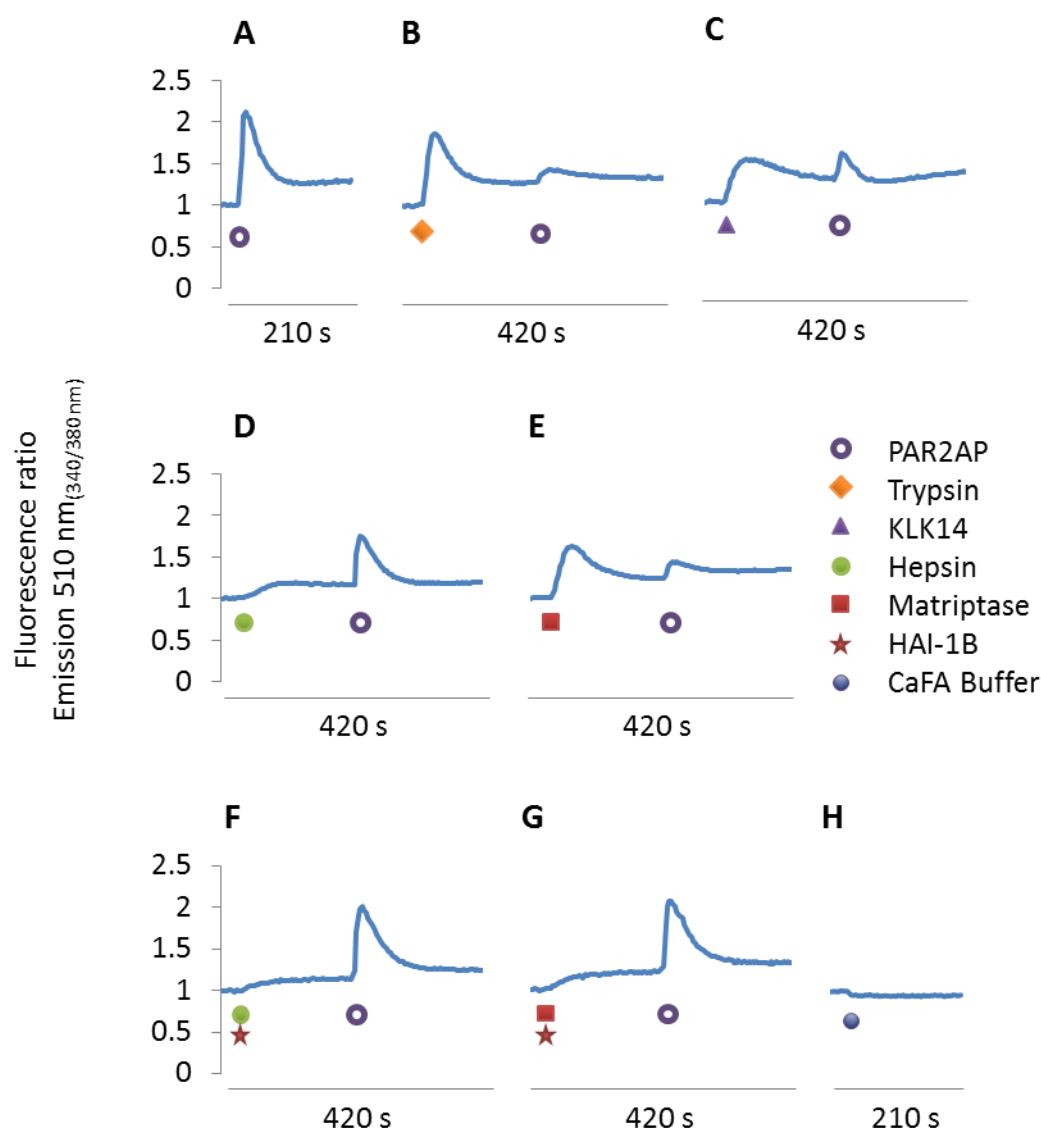 A B C
2.5
2
1.5
1
0.5
0
210 s 420 s 420 s
Fluorescence ratio
Emission 510 nm(340/380 nm)
D E
2.5
2
1.5
1
0.5
0
420 s 420 s
PAR2AP
Trypsin
KLK14
Hepsin
Matriptase
HAI-1B
CaFA Buffer
F G H
2.5
2
1.5
1
0.5
0
420 s 420 s 210 s